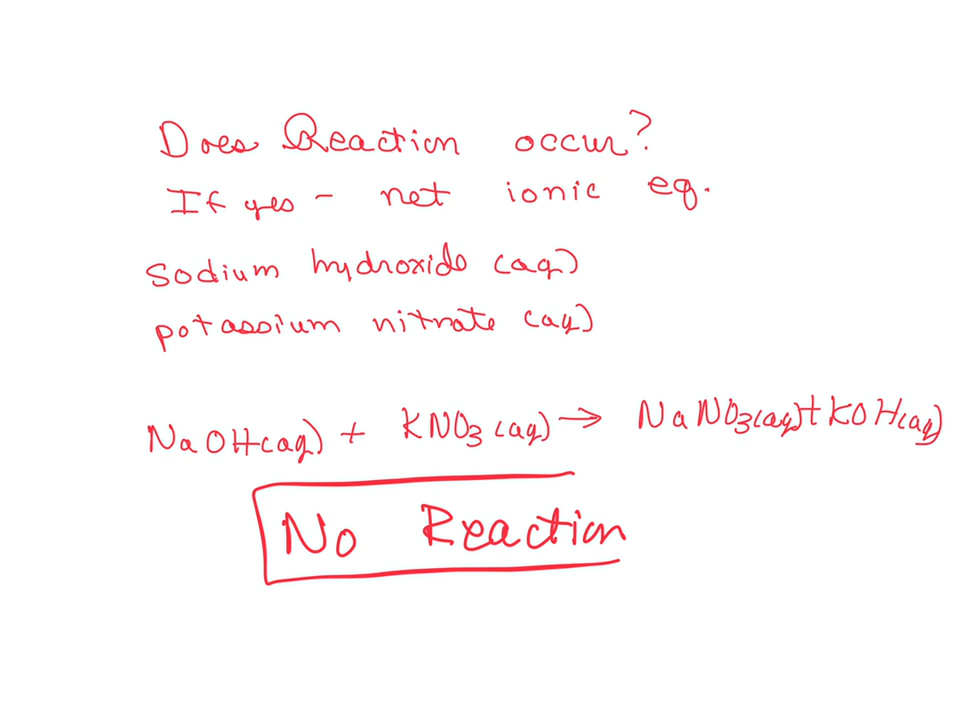 Does Reaction occur?
If yes - net ionic eq.
sodium hydroxide (aq)
potassium nitrate (aq)
NaOH(aq) + KNO3 (aq) → NaNO3(aq) + KOH(aq)
No Reaction